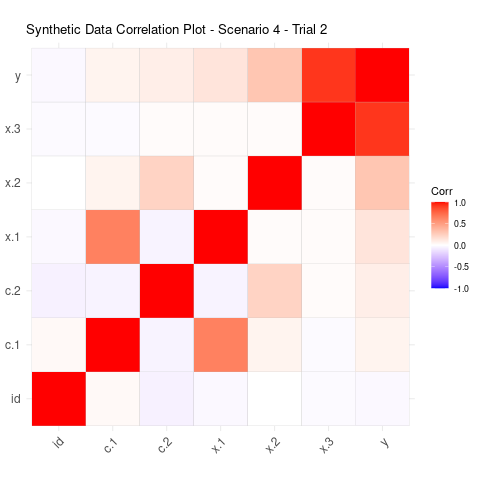 Synthetic Data Correlation Plot - Scenario 4 - Trial 2
y
x.3
x.2
x.1
c.2
c.1
id
id
c.1
c.2
x.1
x.2
x.3
y
Corr
1.0
0.5
0.0
-0.5
-1.0